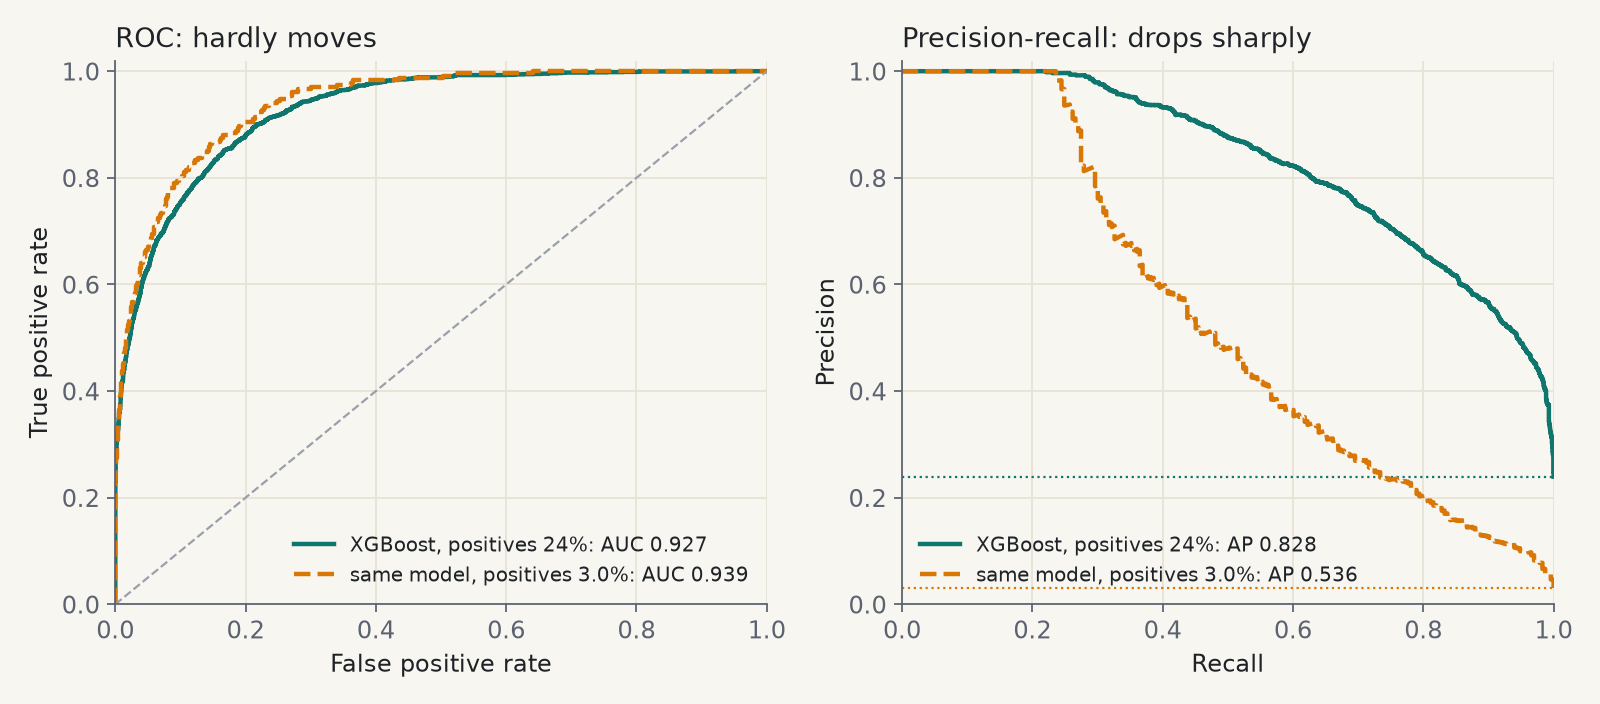 ROC: hardly moves
True positive rate
1.0
0.8
0.6
0.4
0.2
0.0
XGBoost, positives 24%: AUC 0.927
same model, positives 3.0%: AUC 0.939
0.0 0.2 0.4 0.6 0.8 1.0
False positive rate
Precision-recall: drops sharply
Precision
1.0
0.8
0.6
0.4
0.2
0.0
XGBoost, positives 24%: AP 0.828
same model, positives 3.0%: AP 0.536
0.0 0.2 0.4 0.6 0.8 1.0
Recall